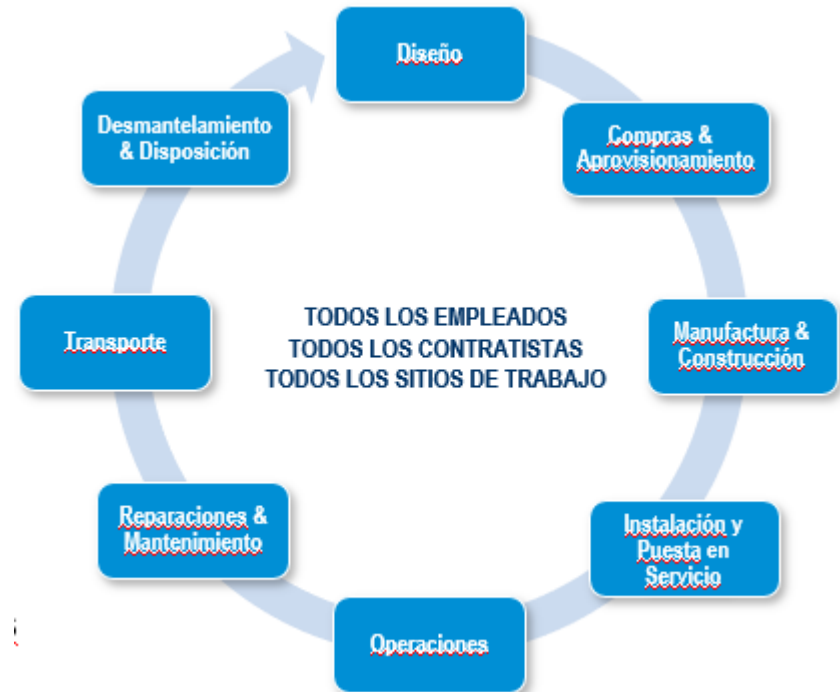 Diseño
Compras &
Aprovisionamiento
Manufactura &
Construcción
Instalación y
Puesta en
Servicio
Operaciones
Reparaciones &
Mantenimiento
Transporte
Desmantelamiento
& Disposición
TODOS LOS EMPLEADOS
TODOS LOS CONTRATISTAS
TODOS LOS SITIOS DE TRABAJO